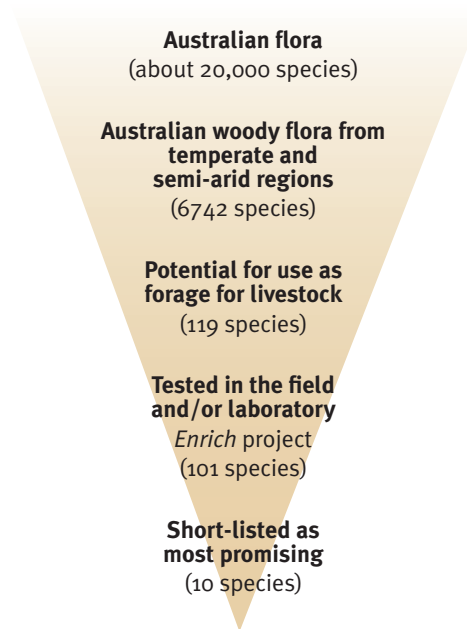 Australian flora
(about 20,000 species)
Australian woody flora from
temperate and
semi-arid regions
(6742 species)
Potential for use as
forage for livestock
(119 species)
Tested in the field
and/or laboratory
Enrich project
(101 species)
Short-listed as
most promising
(10 species)